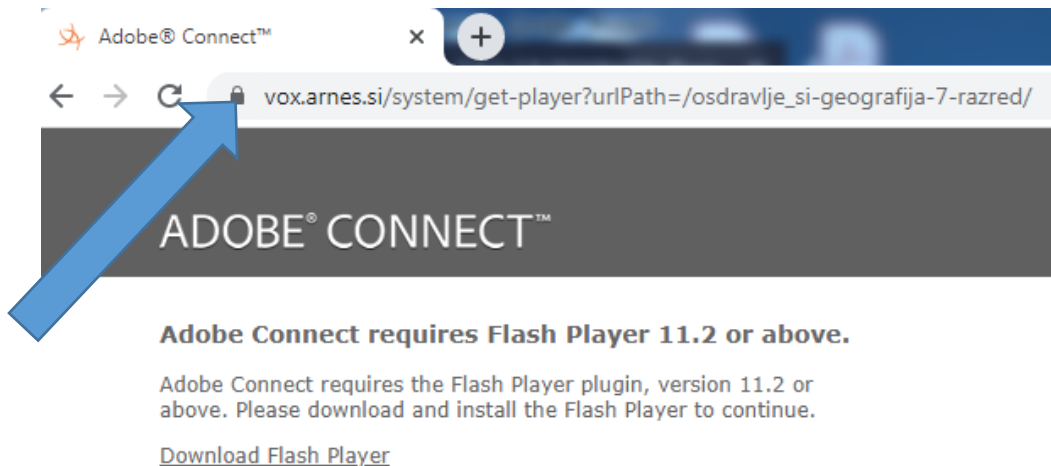 Adobe® Connect™
vox.arnes.si/system/get-player?urlPath=/osdravlje_si-geografija-7-razred/
ADOBE® CONNECT™
Adobe Connect requires Flash Player 11.2 or above.
Adobe Connect requires the Flash Player plugin, version 11.2 or
above. Please download and install the Flash Player to continue.
Download Flash Player